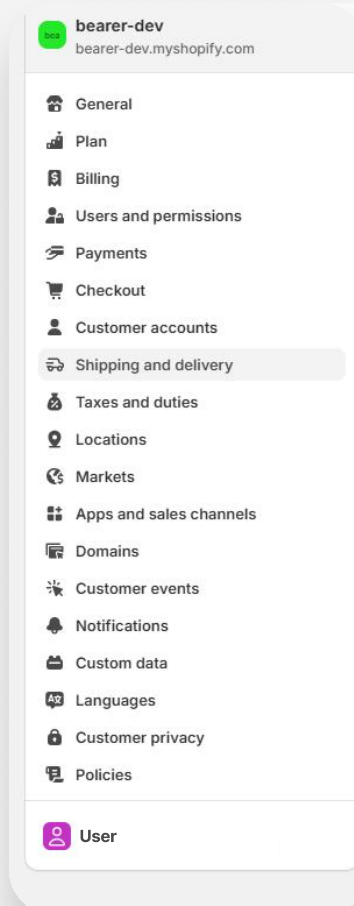 bea
bearer-dev
bearer-dev.myshopify.com
General
Plan
Billing
Users and permissions
Payments
Checkout
Customer accounts
Shipping and delivery
Taxes and duties
Locations
Markets
Apps and sales channels
Domains
Customer events
Notifications
Custom data
Languages
Customer privacy
Policies
User